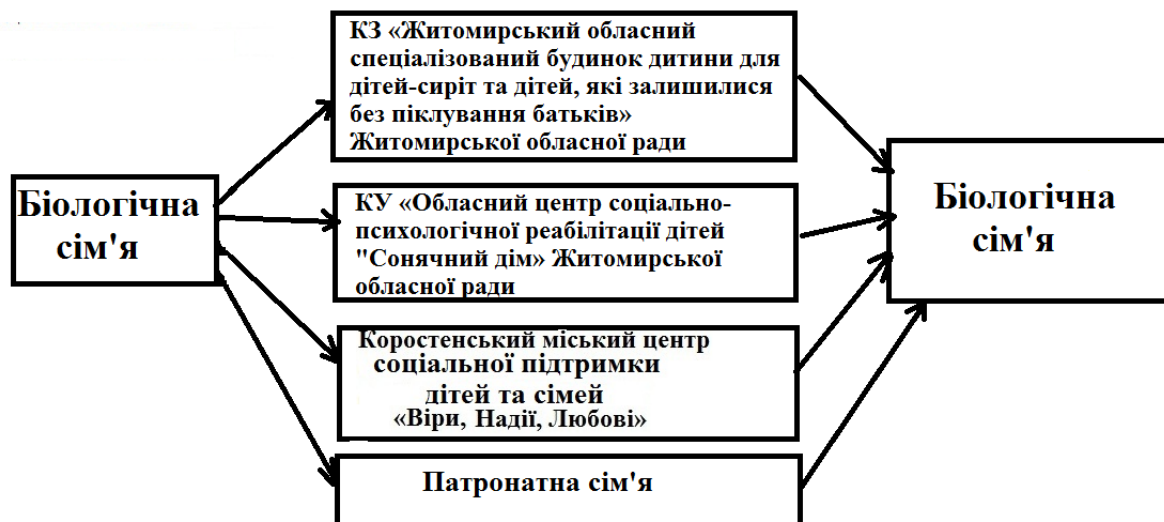 КЗ «Житомирський обласний
спеціалізований будинок дитини для
дітей-сиріт та дітей, які залишилися
без піклування батьків»
Житомирської обласної ради
Біологічна
сім'я
КУ «Обласний центр соціально-
психологічної реабілітації дітей
"Сонячний дім» Житомирської
обласної ради
Біологічна
сім'я
Коростенський міський центр
соціальної підтримки
дітей та сімей
«Віри, Надії, Любові»
Патронатна сім'я